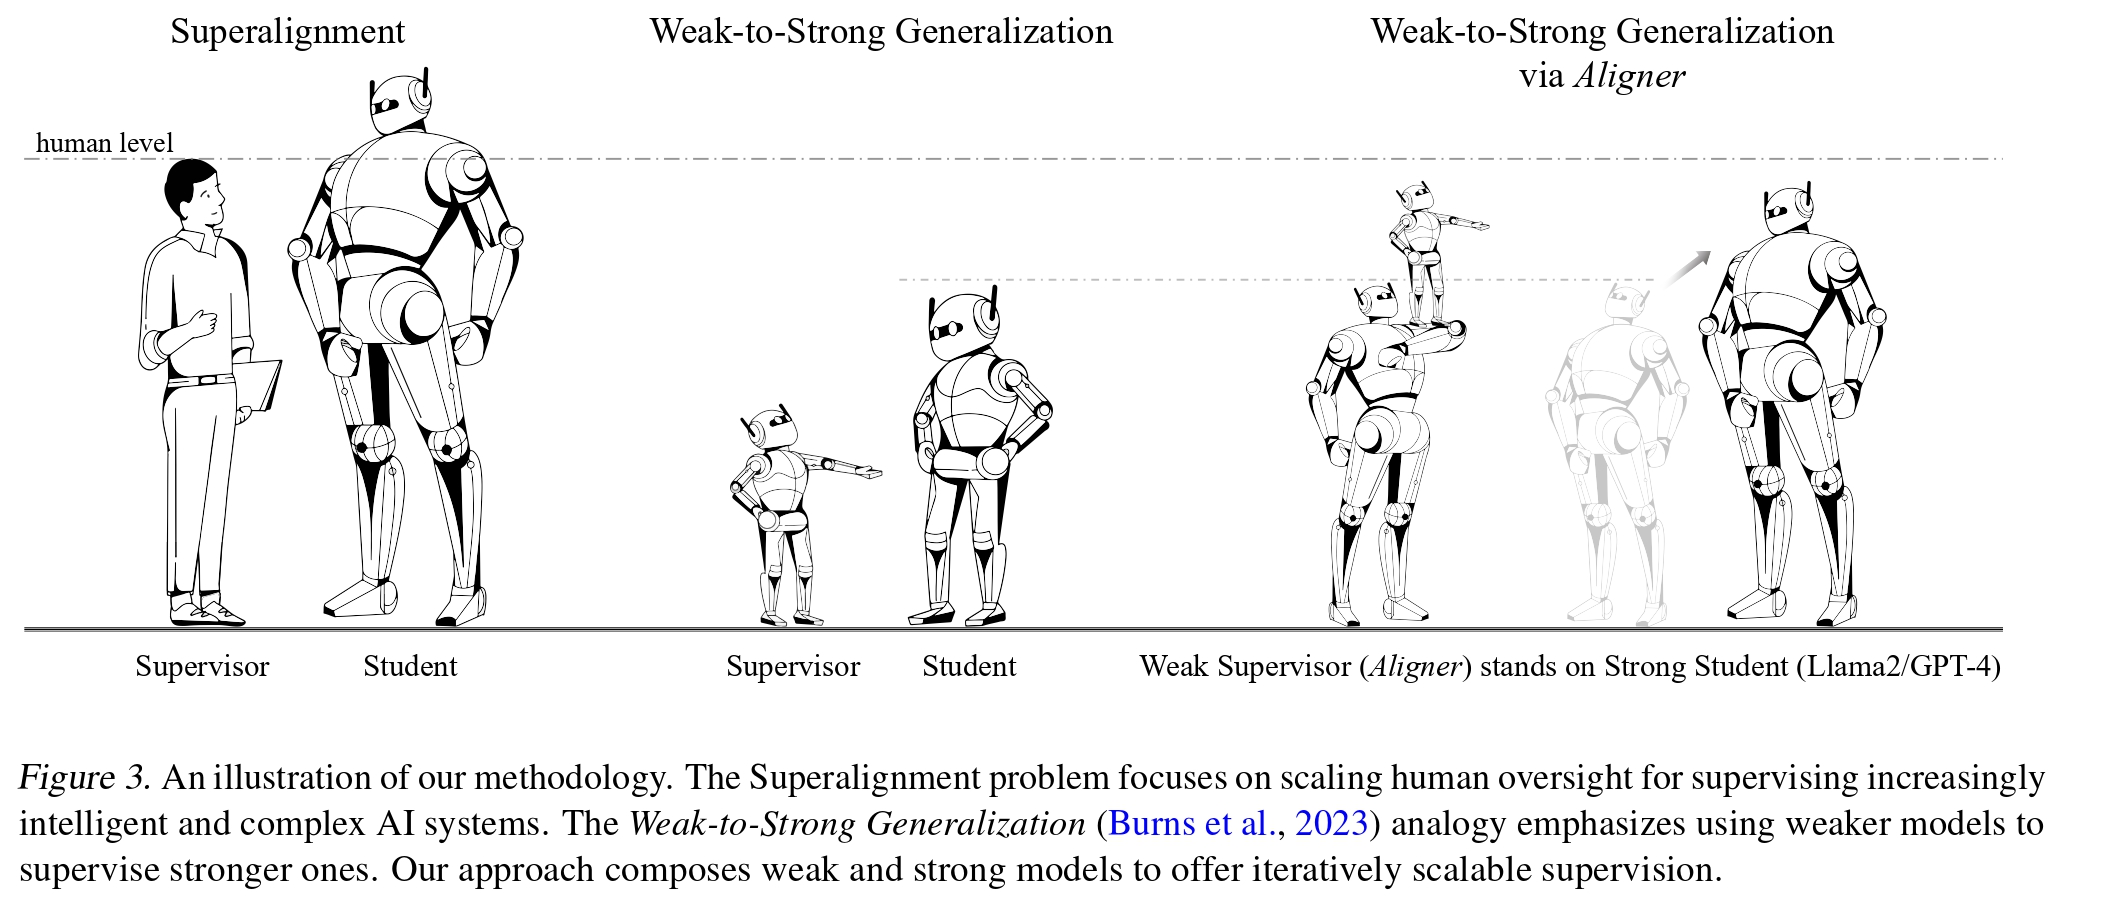 Superalignment
Weak-to-Strong Generalization
Weak-to-Strong Generalization
via Aligner
human level
Supervisor
Student
Supervisor
Student
Weak Supervisor (Aligner) stands on Strong Student (Llama2/GPT-4)
Figure 3. An illustration of our methodology. The Superalignment problem focuses on scaling human oversight for supervising increasingly
intelligent and complex AI systems. The Weak-to-Strong Generalization (Burns et al., 2023) analogy emphasizes using weaker models to
supervise stronger ones. Our approach composes weak and strong models to offer iteratively scalable supervision.